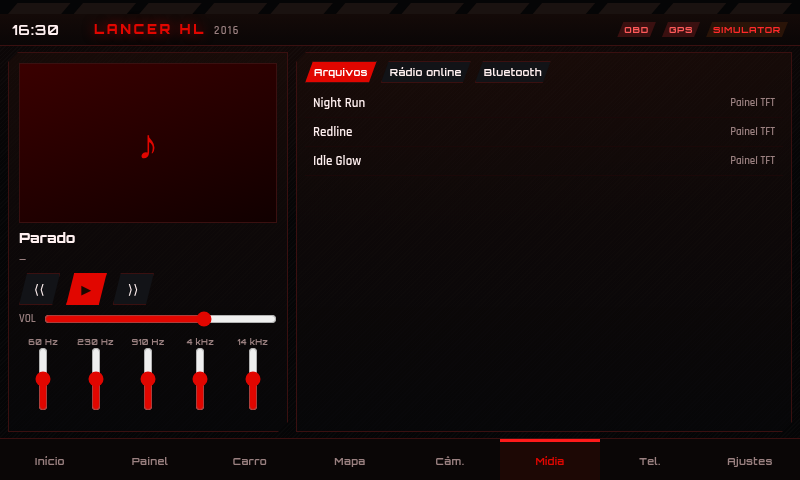 16:30 LANCER HL 2016 OBD GPS SIMULATOR
Arquivos Rádio online Bluetooth
Night Run Painel TFT
Redline Painel TFT
Idle Glow Painel TFT
Parado
—
VOL
60 Hz 230 Hz 910 Hz 4 kHz 14 kHz
Início Painel Carro Mapa Câm. Mídia Tel. Ajustes